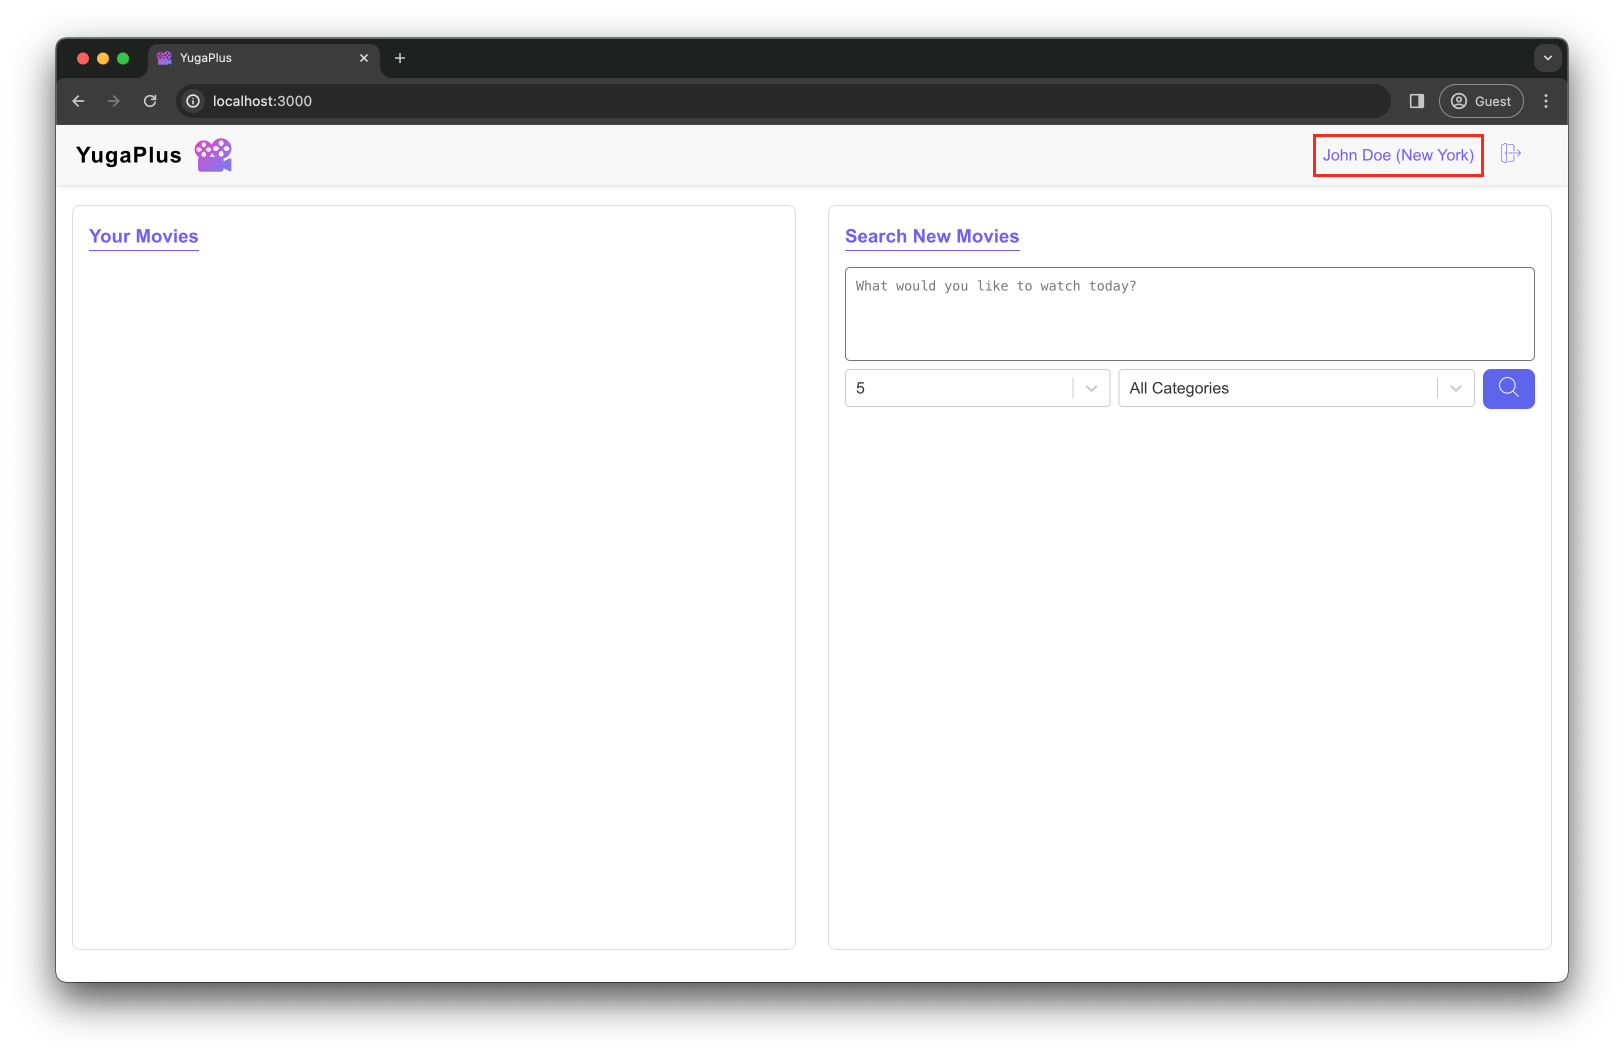 YugaPlus
localhost:3000
Guest
YugaPlus
John Doe (New York)
Your Movies
Search New Movies
What would you like to watch today?
5
All Categories